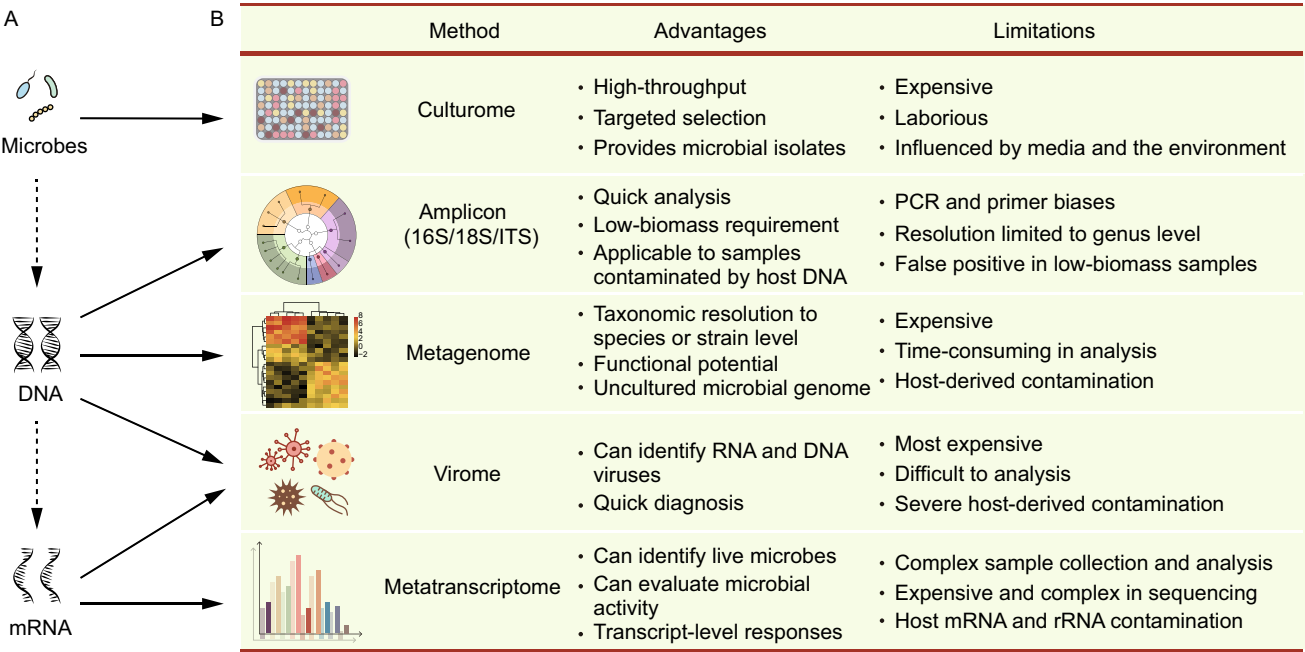 A
B
Method
Advantages
Limitations
Microbes
Culturome
• High-throughput
• Targeted selection
• Provides microbial isolates
• Expensive
• Laborious
• Influenced by media and the environment
Amplicon
(16S/18S/ITS)
• Quick analysis
• Low-biomass requirement
• Applicable to samples
contaminated by host DNA
• PCR and primer biases
• Resolution limited to genus level
• False positive in low-biomass samples
DNA
8
6
4
2
0
−2
Metagenome
• Taxonomic resolution to
species or strain level
• Functional potential
• Uncultured microbial genome
• Expensive
• Time-consuming in analysis
• Host-derived contamination
Virome
• Can identify RNA and DNA
viruses
• Quick diagnosis
• Most expensive
• Difficult to analysis
• Severe host-derived contamination
mRNA
Metatranscriptome
• Can identify live microbes
• Can evaluate microbial
activity
• Transcript-level responses
• Complex sample collection and analysis
• Expensive and complex in sequencing
• Host mRNA and rRNA contamination